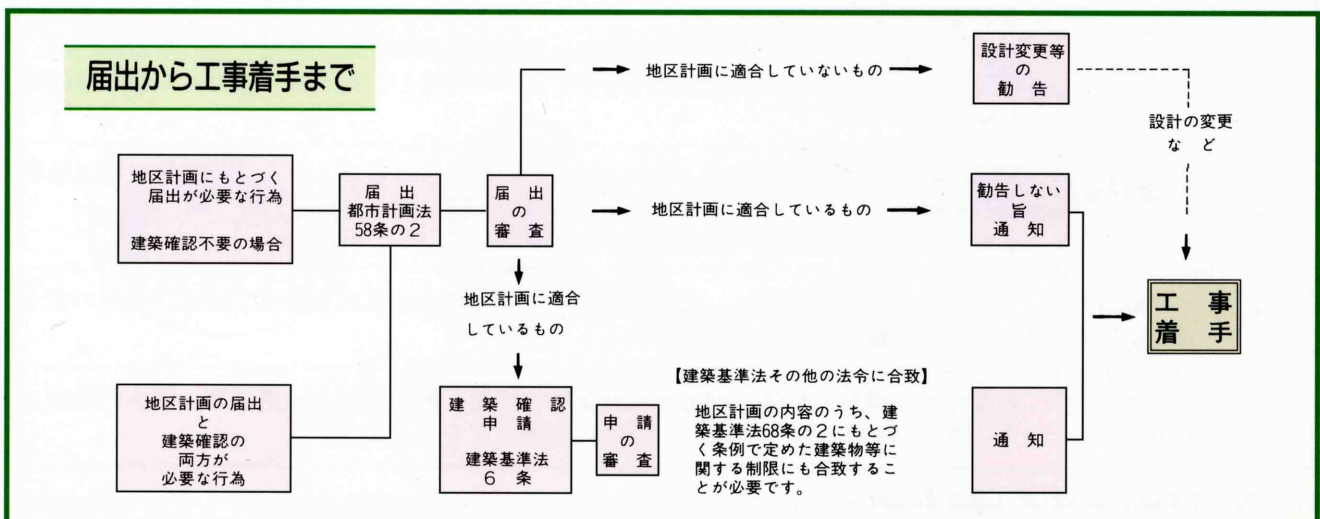 届出から工事着手まで
地区計画にもとづく
届出が必要な行為
建築確認不要の場合
届出
都市計画法
58条の2
届出
の
審査
地区計画に適合していないもの
設計変更等
の
勧告
設計の変更
など
地区計画に適合しているもの
勧告しない
旨
通知
地区計画に適合
しているもの
工事
着手
地区計画の届出
と
建築確認の
両方が
必要な行為
建築確認
申請
建築基準法
6条
申請
の
審査
【建築基準法その他の法令に合致】
地区計画の内容のうち、建
築基準法68条の2にもとづ
く条例で定めた建築物等に
関する制限にも合致するこ
とが必要です。
通知